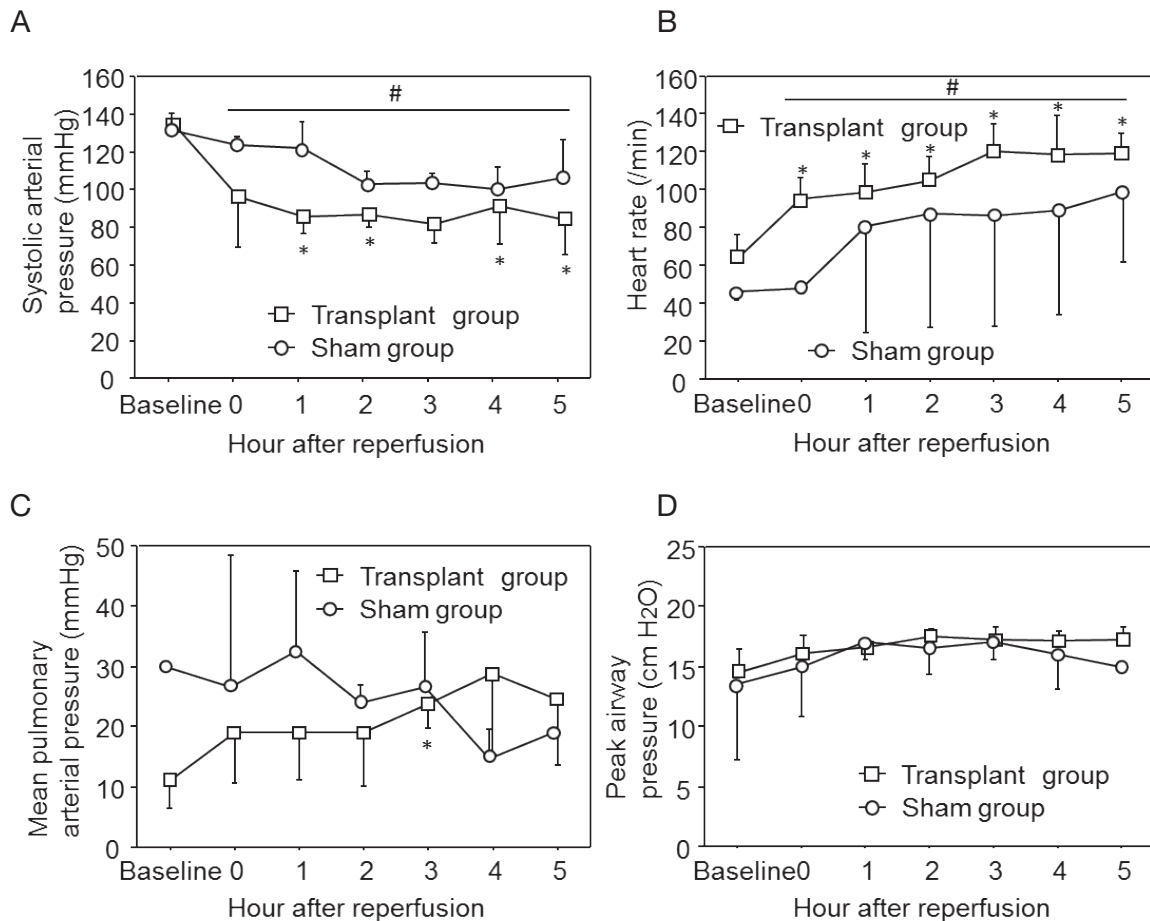 A
Systolic arterial
pressure (mmHg)
160
140
120
100
80
60
40
20
0
#
*
*
*
*
Transplant group
Sham group
Baseline 0 1 2 3 4 5
Hour after reperfusion
B
Heart rate (/min)
160
140
120
100
80
60
40
20
0
#
Transplant group
*
*
*
*
*
*
Sham group
Baseline 0 1 2 3 4 5
Hour after reperfusion
C
Mean pulmonary
arterial pressure (mmHg)
50
40
30
20
10
0
Transplant group
Sham group
*
Baseline 0 1 2 3 4 5
Hour after reperfusion
D
Peak airway
pressure (cm H2O)
25
20
15
10
5
0
Transplant group
Sham group
Baseline 0 1 2 3 4 5
Hour after reperfusion